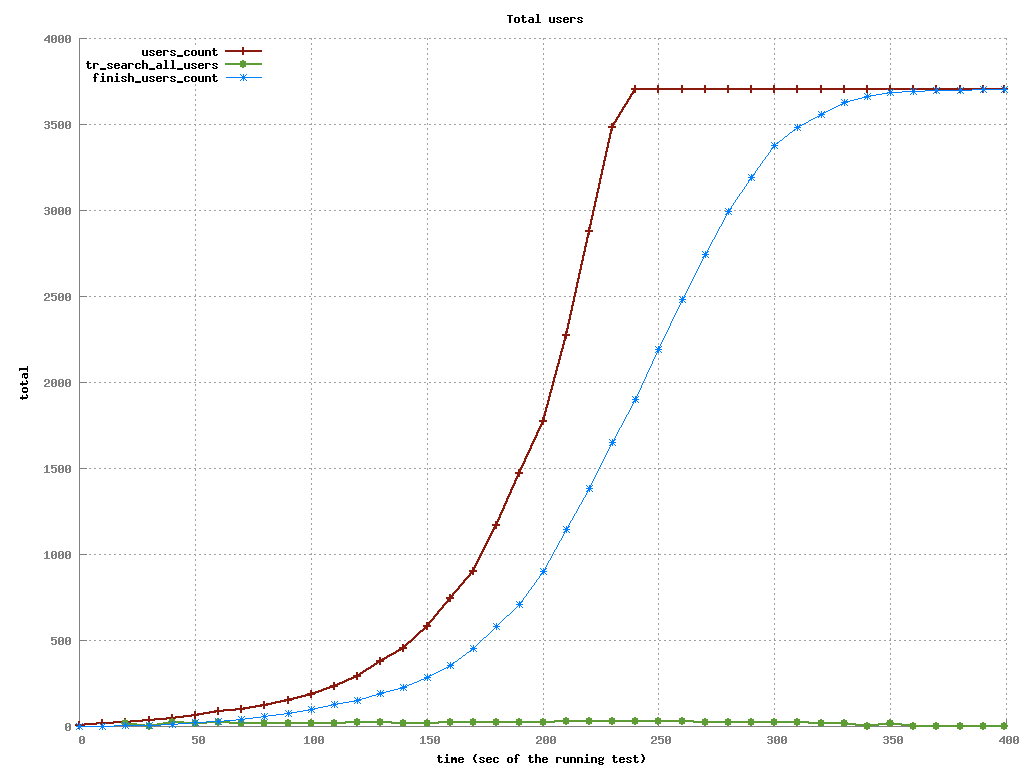 Total users
4000
3500
3000
2500
2000
1500
1000
500
0
total
users_count
tr_search_all_users
finish_users_count
0 50 100 150 200 250 300 350 400
time (sec of the running test)